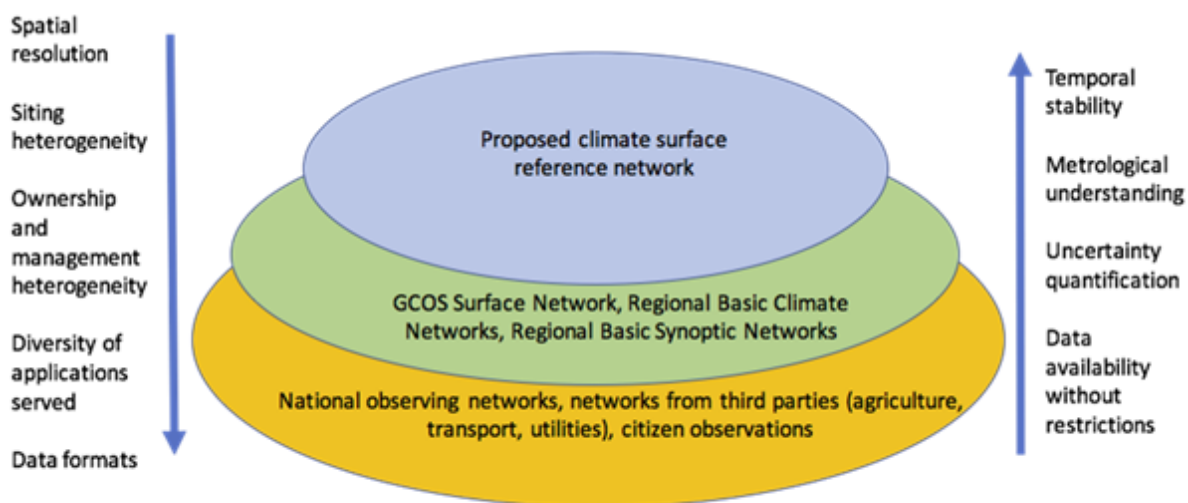 Spatial
resolution
Siting
heterogeneity
Ownership
and
management
heterogeneity
Diversity of
applications
served
Data formats
Proposed climate surface
reference network
GCOS Surface Network, Regional Basic Climate
Networks, Regional Basic Synoptic Networks
National observing networks, networks from third parties (agriculture,
transport, utilities), citizen observations
Temporal
stability
Metrological
understanding
Uncertainty
quantification
Data
availability
without
restrictions